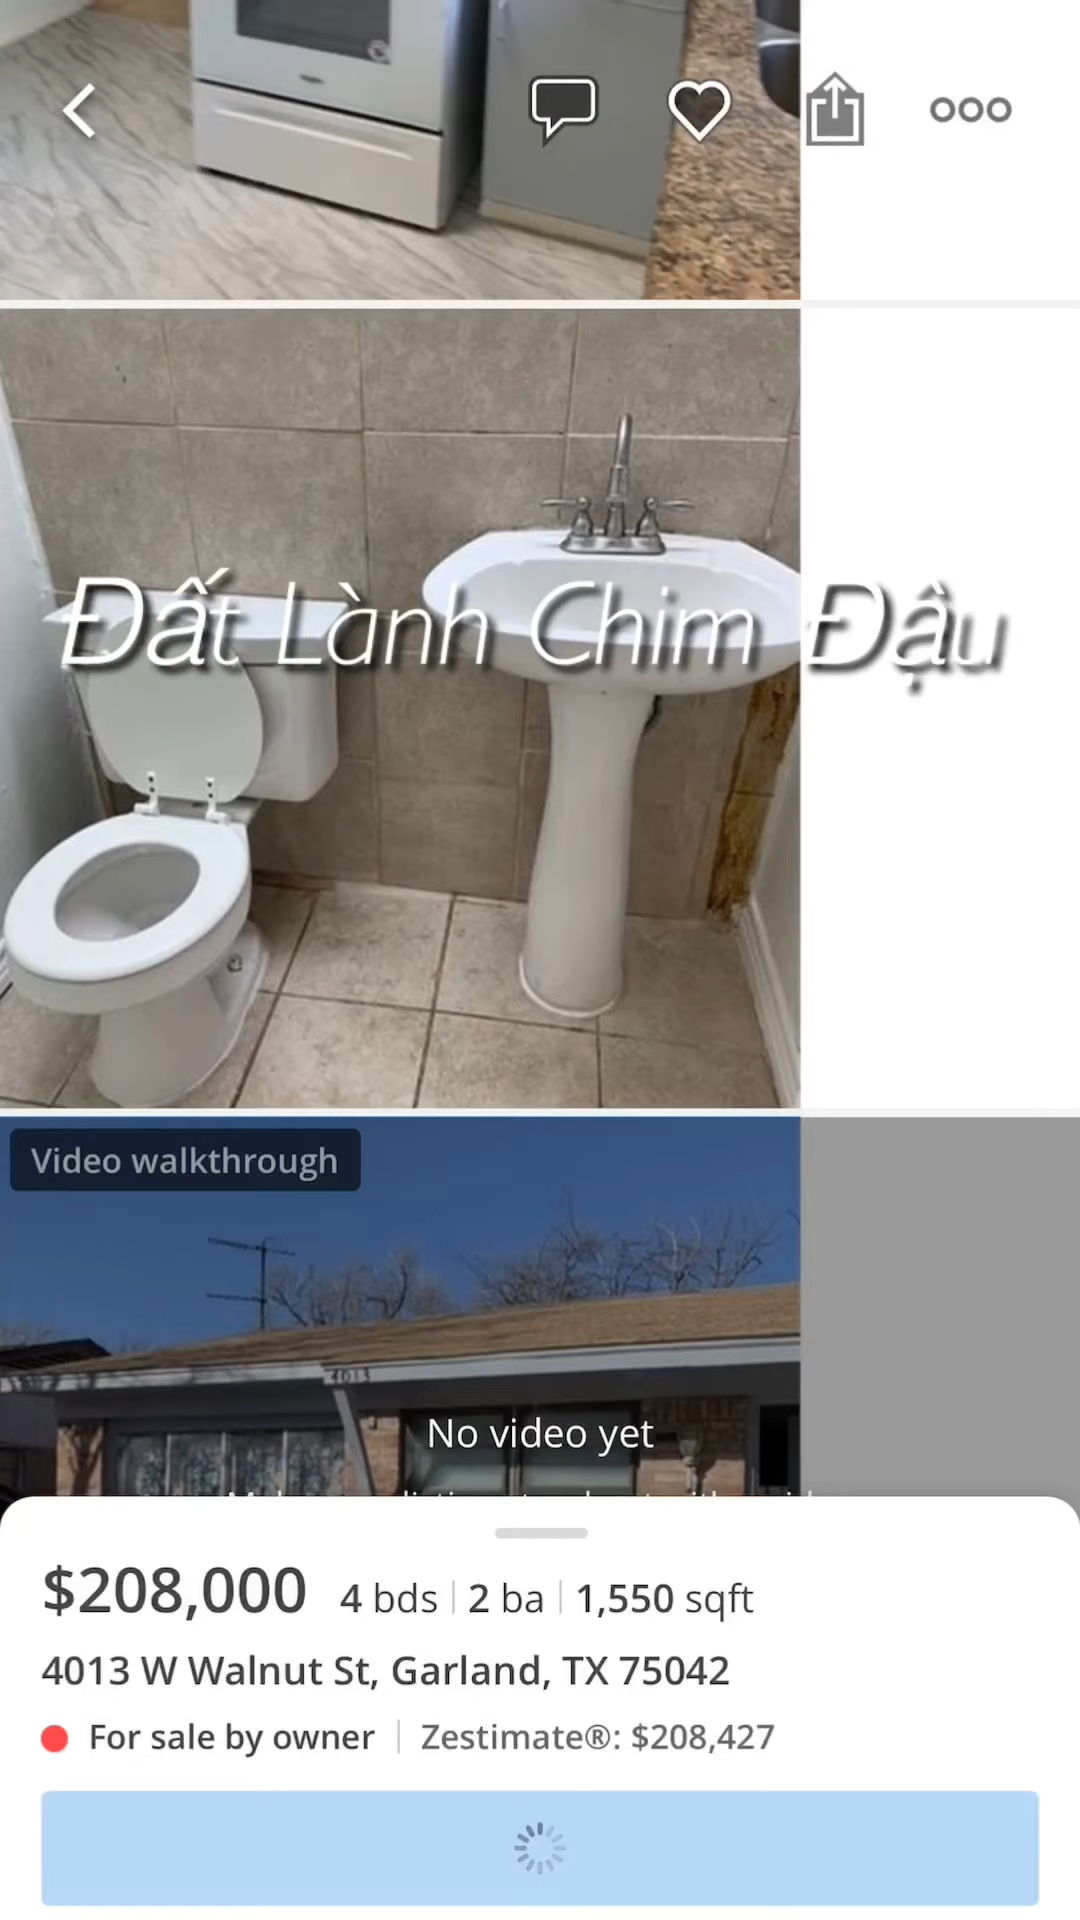 Đất Lành Chim Đậu
Video walkthrough
4013
No video yet
$208,000 4 bds 2 ba 1,550 sqft
4013 W Walnut St, Garland, TX 75042
For sale by owner Zestimate®: $208,427